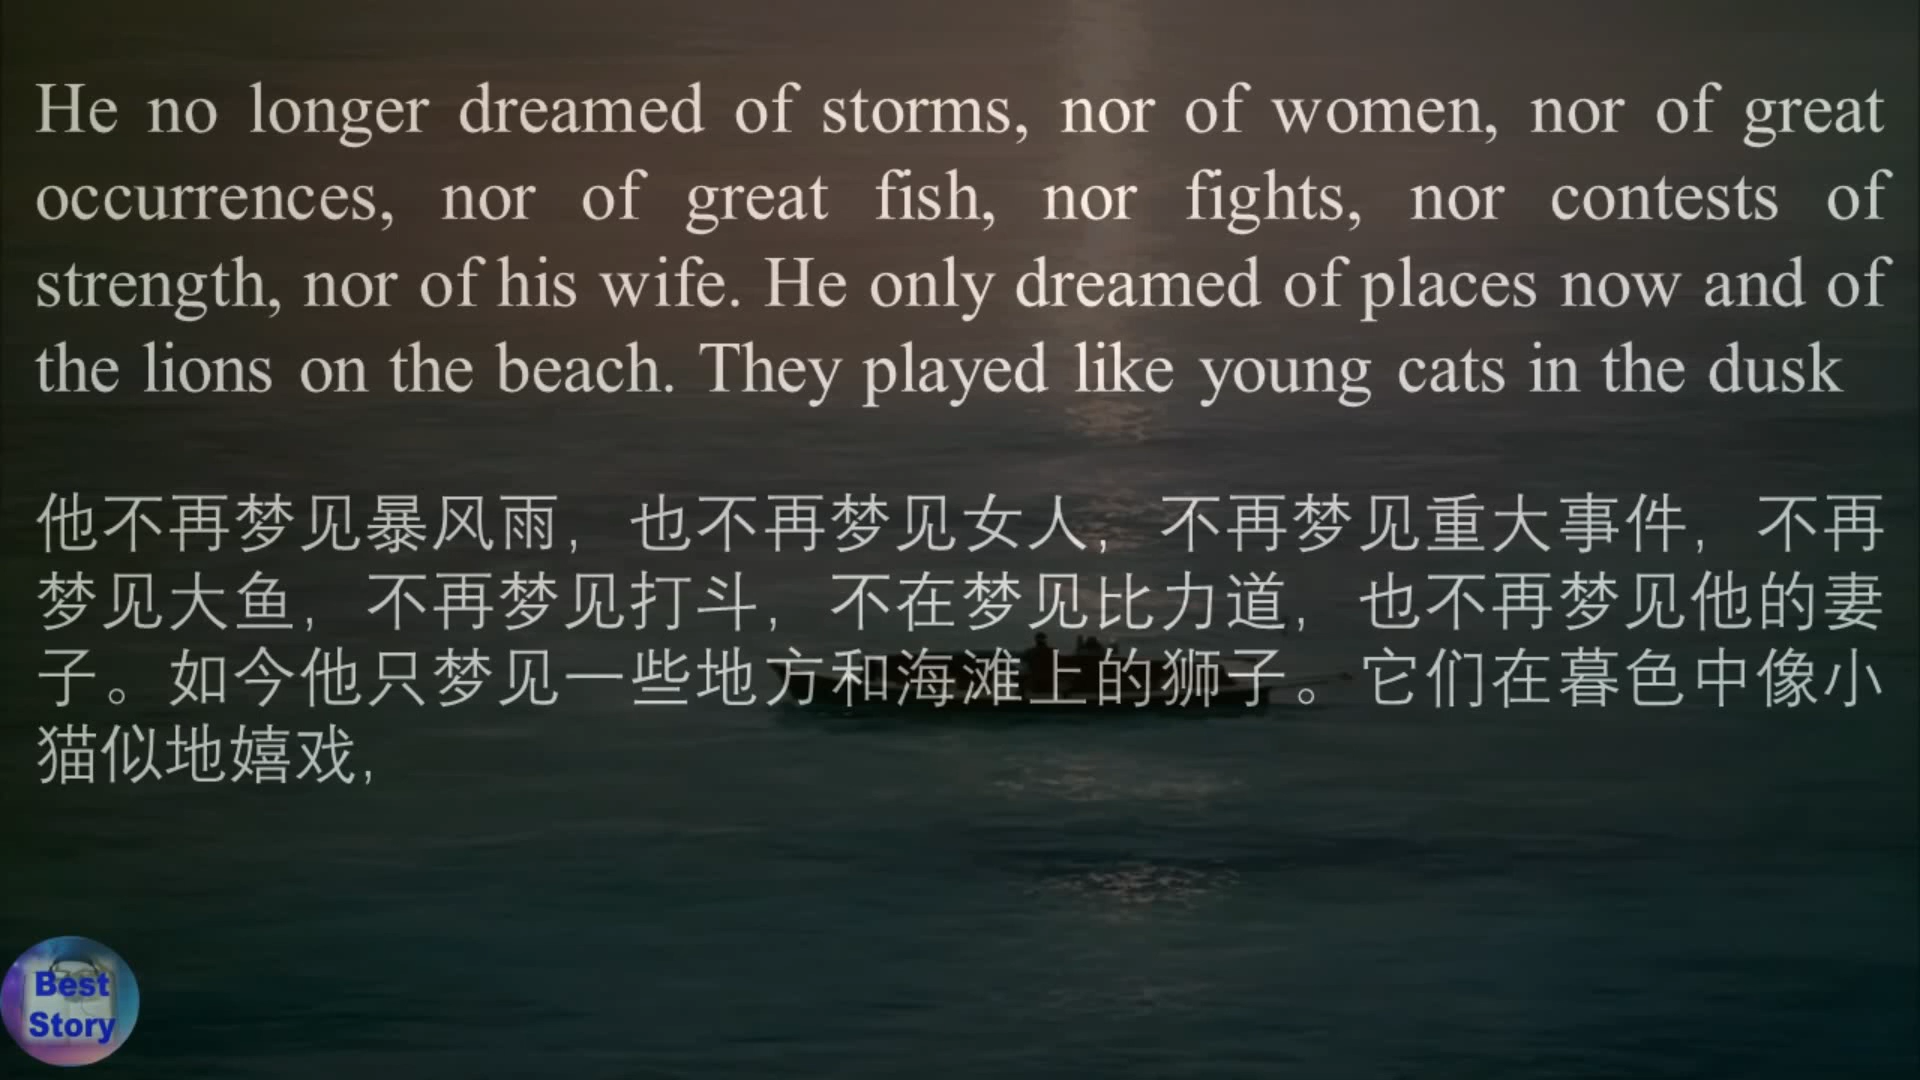 He no longer dreamed of storms, nor of women, nor of great
occurrences, nor of great fish, nor fights, nor contests of
strength, nor of his wife. He only dreamed of places now and of
the lions on the beach. They played like young cats in the dusk
他不再梦见暴风雨，也不再梦见女人，不再梦见重大事件，不再
梦见大鱼，不再梦见打斗，不在梦见比力道，也不再梦见他的妻
子。如今他只梦见一些地方和海滩上的狮子。它们在暮色中像小
猫似地嬉戏，
Best
Story